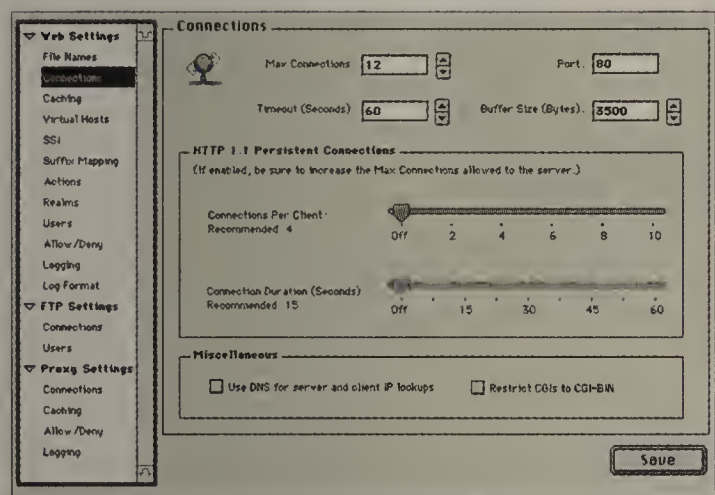 Web Settings
File Names
Connections
Caching
Virtual Hosts
SSI
Suffix Mapping
Actions
Realms
Users
Allow/Deny
Logging
Log Format
FTP Settings
Connections
Users
Proxy Settings
Connections
Caching
Allow/Deny
Logging
Connections
Max Connections 12
Port: 80
Timeout (Seconds) 60
Buffer Size (Bytes): 3500
HTTP 1.1 Persistent Connections
(If enabled, be sure to increase the Max Connections allowed to the server.)
Connections Per Client:
Recommended 4
Off 2 4 6 8 10
Connection Duration (Seconds)
Recommended 15
Off 15 30 45 60
Miscellaneous
Use DNS for server and client IP lookups
Restrict CGIs to CGI-BIN
Save